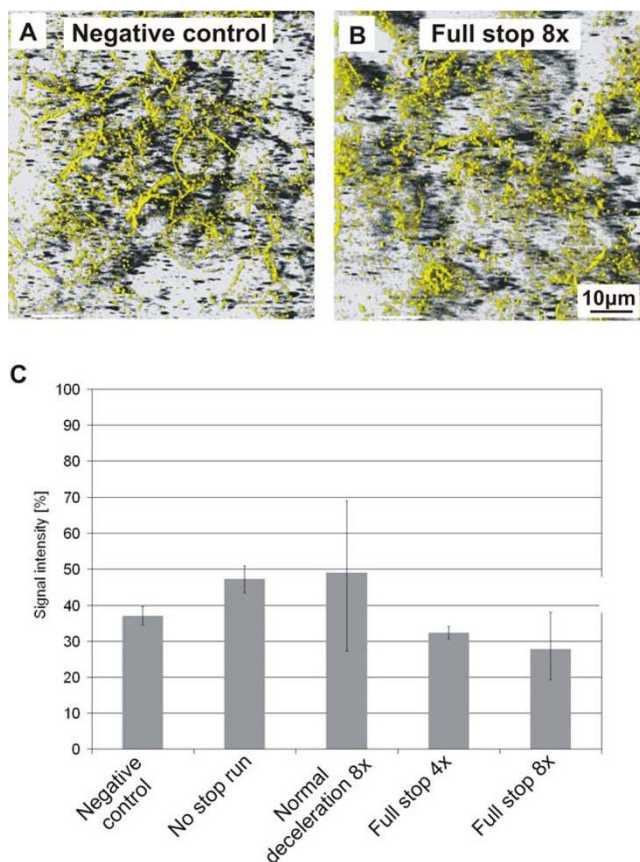 A Negative control
B Full stop 8x
10µm
C
100
90
80
70
60
50
40
30
20
10
0
Signal intensity [%]
Negative
control
No stop run
Normal
deceleration 8x
Full stop 4x
Full stop 8x